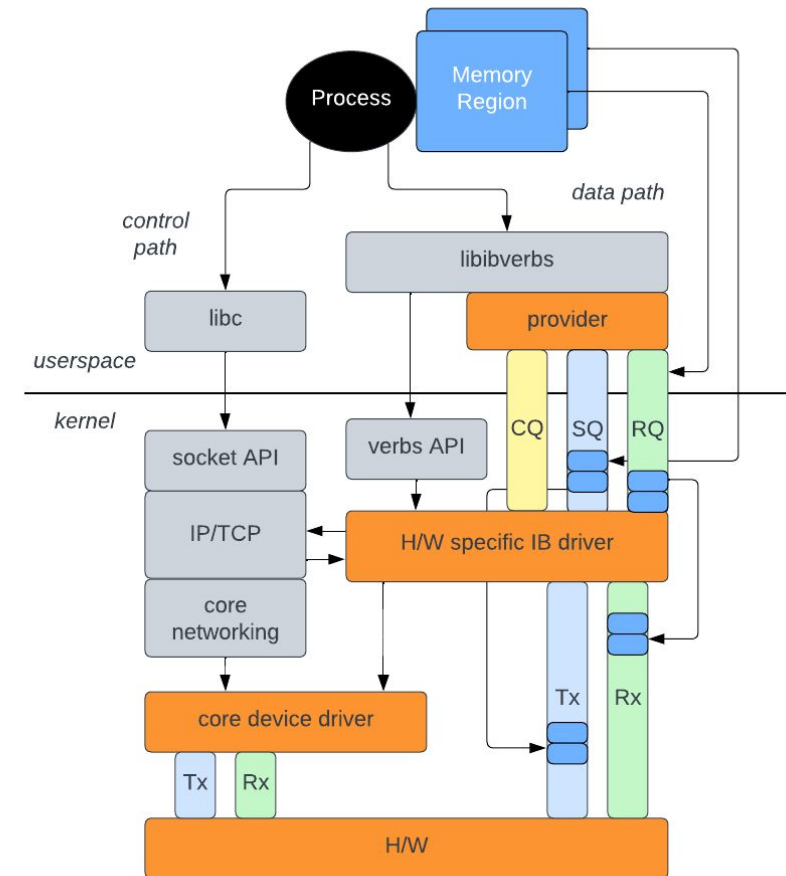 Process
Memory
Region
control
path
data path
libibverbs
libc
provider
userspace
kernel
CQ
SQ
RQ
socket API
verbs API
IP/TCP
H/W specific IB driver
core
networking
core device driver
Tx
Rx
Tx
Rx
H/W